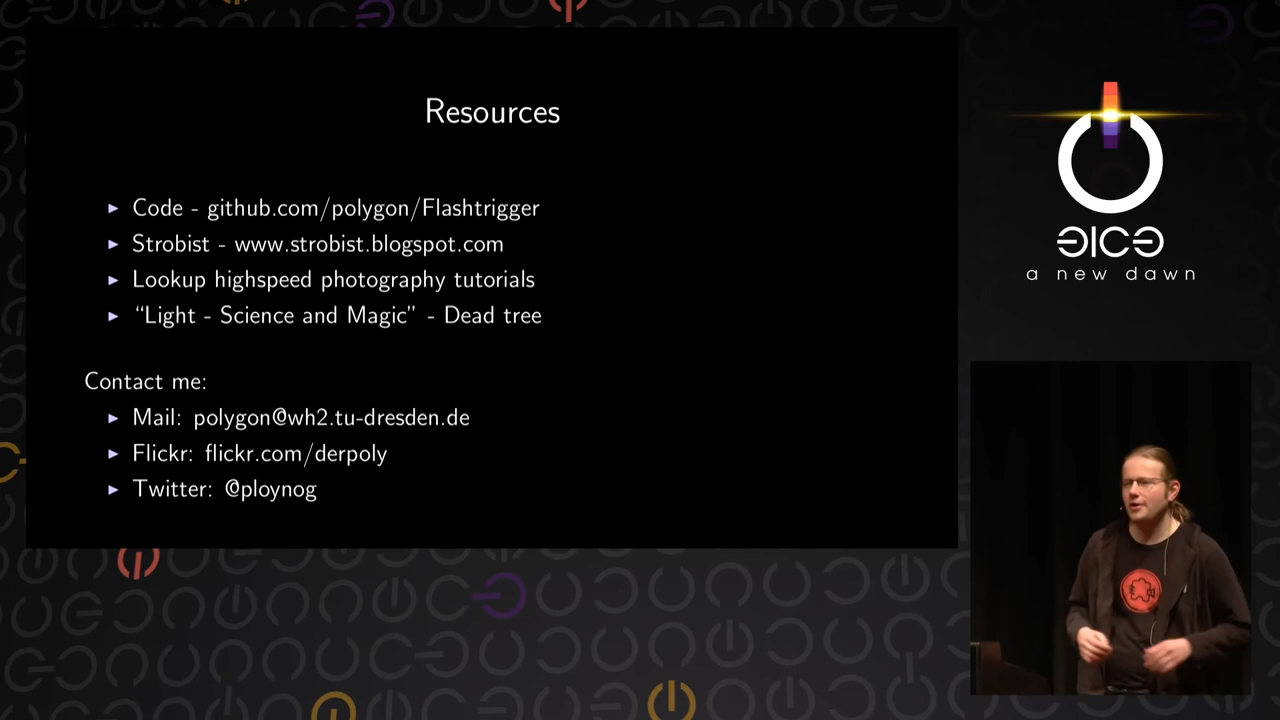 Resources
Code - github.com/polygon/Flashtrigger
Strobist - www.strobist.blogspot.com
Lookup highspeed photography tutorials
“Light - Science and Magic” - Dead tree
Contact me:
Mail: polygon@wh2.tu-dresden.de
Flickr: flickr.com/derpoly
Twitter: @ploynog
31C3
a new dawn